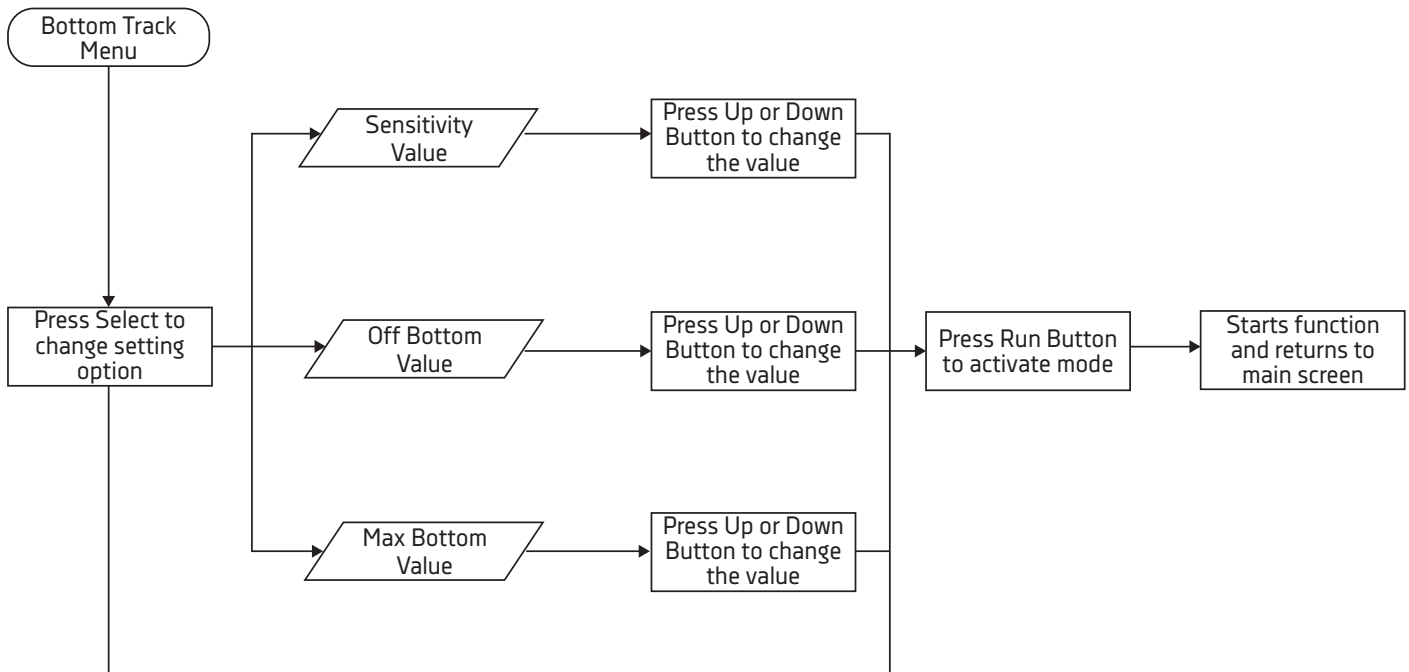 Bottom Track
Menu
Press Select to
change setting
option
Sensitivity
Value
Press Up or Down
Button to change
the value
Off Bottom
Value
Press Up or Down
Button to change
the value
Max Bottom
Value
Press Up or Down
Button to change
the value
Press Run Button
to activate mode
Starts function
and returns to
main screen